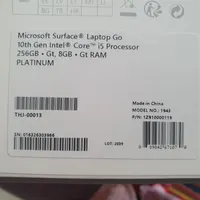 Microsoft Surface® Laptop Go
10th Gen Intel® Core™ i5 Processor
256GB • Gt, 8GB • Gt RAM
PLATINUM
THJ-00013
Made in China
MODEL NO.: 1943
P/N:
LOT: 2039